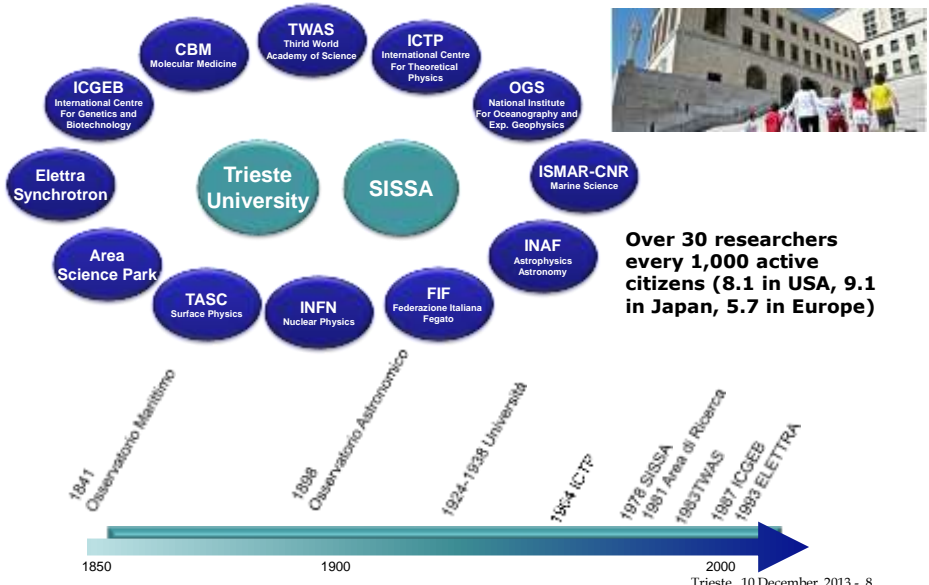 TWAS
Thirld World
Academy of Science
CBM
Molecular Medicine
ICTP
International Centre
For Theoretical
Physics
ICGEB
International Centre
For Genetics and
Biotechnology
OGS
National Institute
For Oceanography and
Exp. Geophysics
Elettra
Synchrotron
Trieste
University
SISSA
ISMAR-CNR
Marine Science
Area
Science Park
INAF
Astrophysics
Astronomy
TASC
Surface Physics
INFN
Nuclear Physics
FIF
Federazione Italiana
Fegato
Over 30 researchers
every 1,000 active
citizens (8.1 in USA, 9.1
in Japan, 5.7 in Europe)
1841
Osservatorio Marittimo
1898
Osservatorio Astronomico
1924-1938 Università
1964 ICTP
1978 SISSA
1981 Area di Ricerca
1983TWAS
1987 ICGEB
1993 ELETTRA
1850
1900
2000
Trieste, 10 December, 2013 - 8